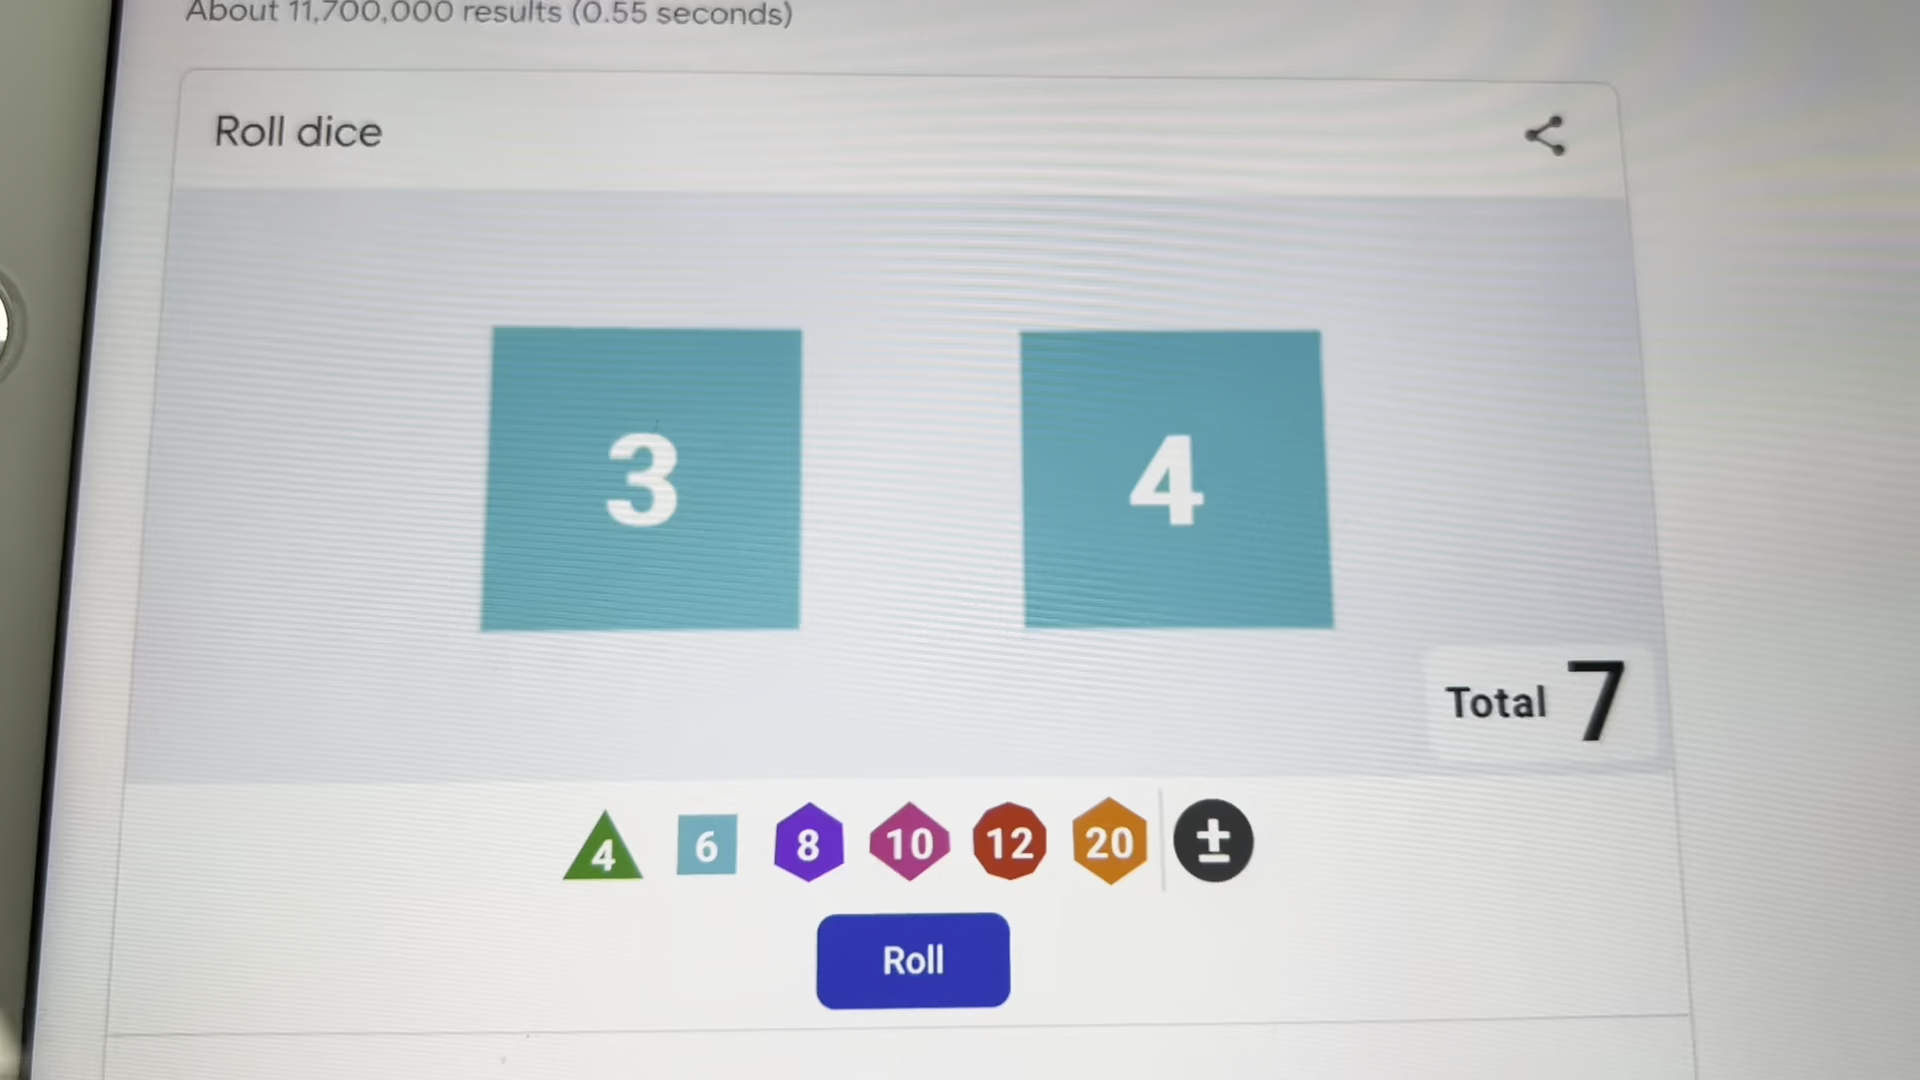 About 11,700,000 results (0.55 seconds)
Roll dice
3 4
Total 7
4 6 8 10 12 20 ±
Roll